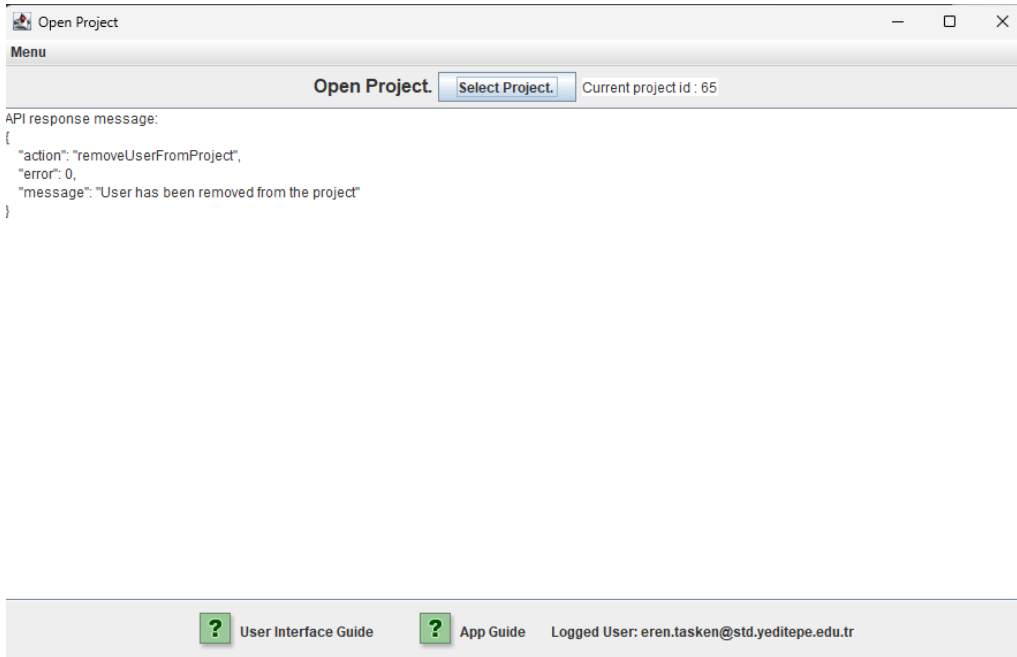 Open Project
Menu
Open Project. Select Project. Current project id : 65
API response message:
{
"action": "removeUserFromProject",
"error": 0,
"message": "User has been removed from the project"
}
? User Interface Guide ? App Guide Logged User: eren.tasken@std.yeditepe.edu.tr